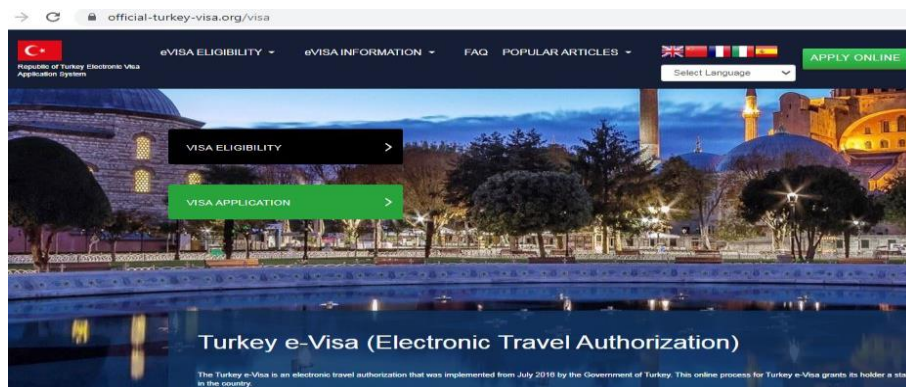 official-turkey-visa.org/visa
eVISA ELIGIBILITY eVISA INFORMATION FAQ POPULAR ARTICLES
Republic of Turkey Electronic Visa
Application System
Select Language
APPLY ONLINE
VISA ELIGIBILITY
VISA APPLICATION
Turkey e-Visa (Electronic Travel Authorization)
The Turkey e-Visa is an electronic travel authorization that was implemented from July 2016 by the Government of Turkey. This online process for Turkey e-Visa grants its holder a sta
in the country.